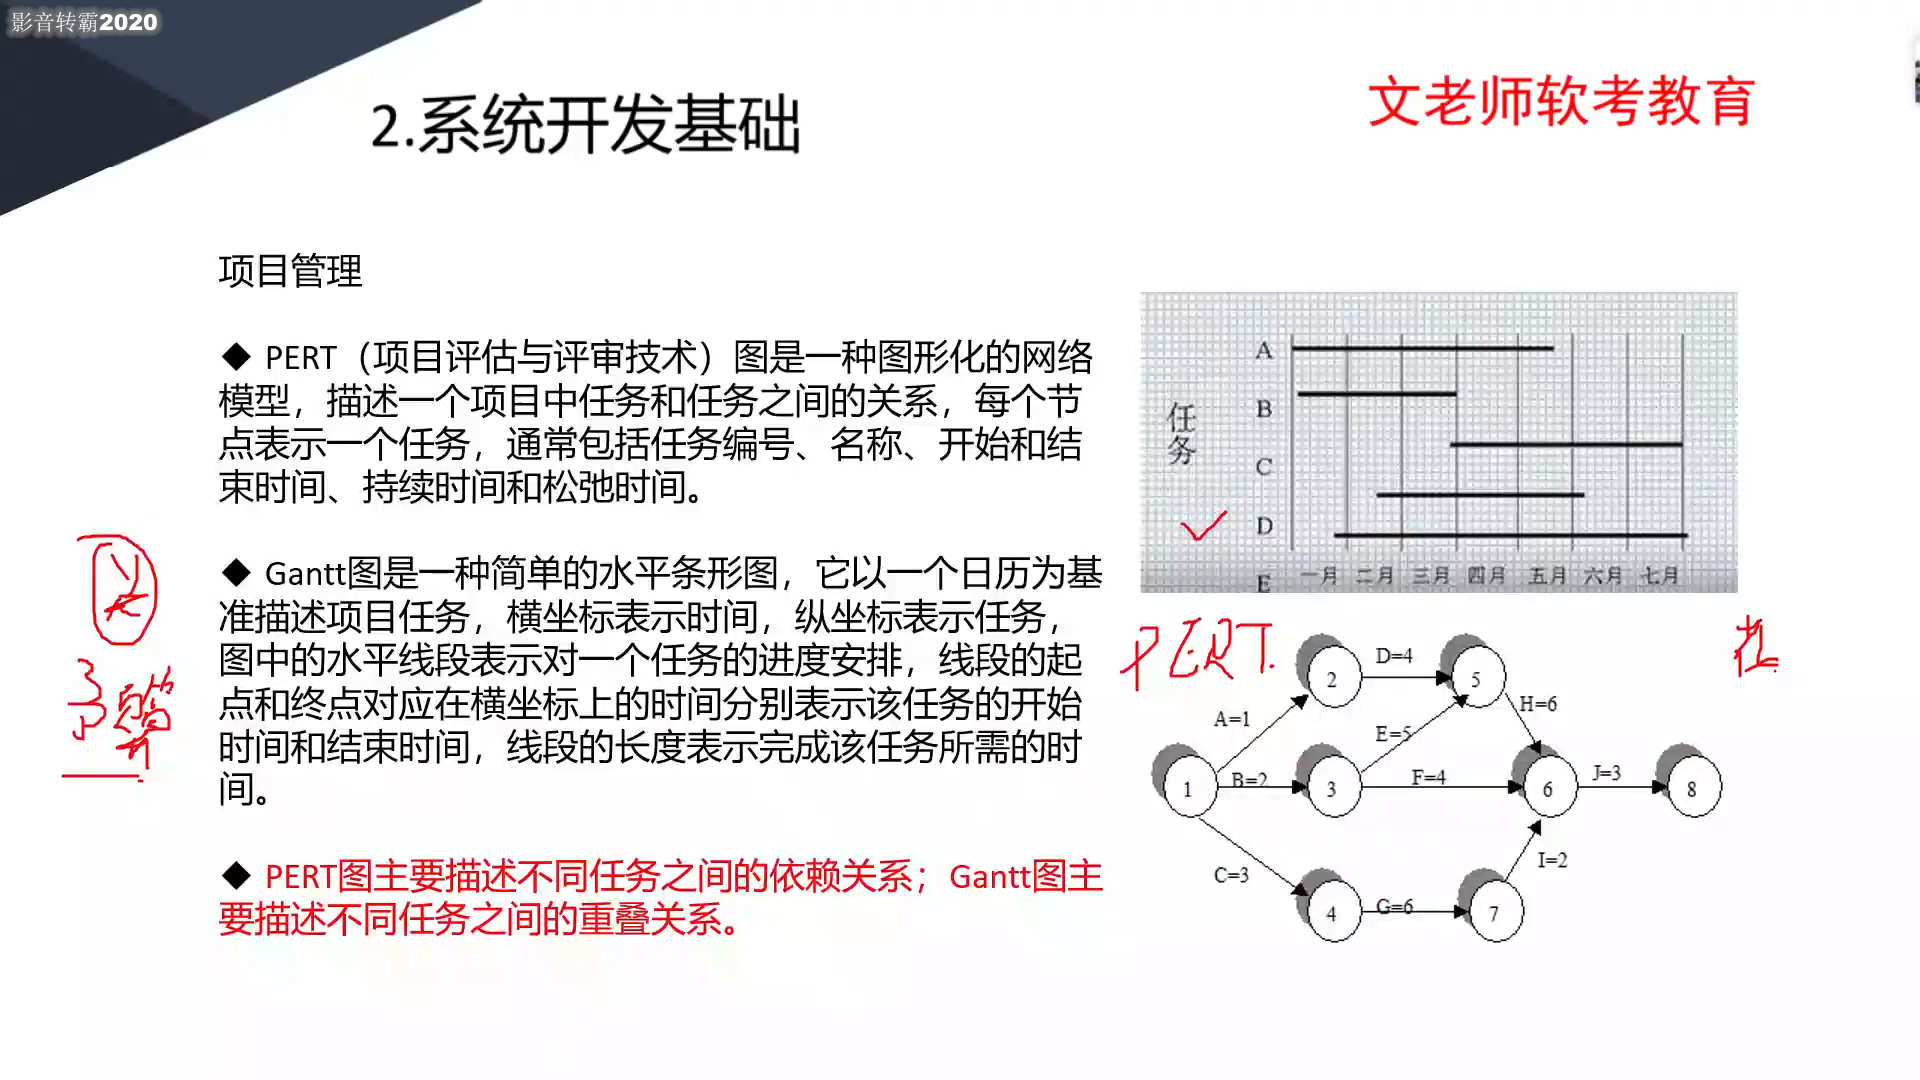 影音转霸2020
2.系统开发基础
文老师软考教育
项目管理
◆ PERT（项目评估与评审技术）图是一种图形化的网络
模型，描述一个项目中任务和任务之间的关系，每个节
点表示一个任务，通常包括任务编号、名称、开始和结
束时间、持续时间和松弛时间。
◆ Gantt图是一种简单的水平条形图，它以一个日历为基
准描述项目任务，横坐标表示时间，纵坐标表示任务，
图中的水平线段表示对一个任务的进度安排，线段的起
点和终点对应在横坐标上的时间分别表示该任务的开始
时间和结束时间，线段的长度表示完成该任务所需的时
间。
◆ PERT图主要描述不同任务之间的依赖关系；Gantt图主
要描述不同任务之间的重叠关系。
任务
A
B
C
D
E
一月 二月 三月 四月 五月 六月 七月
PERT.
2
D=4
5
A=1
E=5
H=6
1
B=2
3
F=4
6
J=3
8
C=3
I=2
4
G=6
7